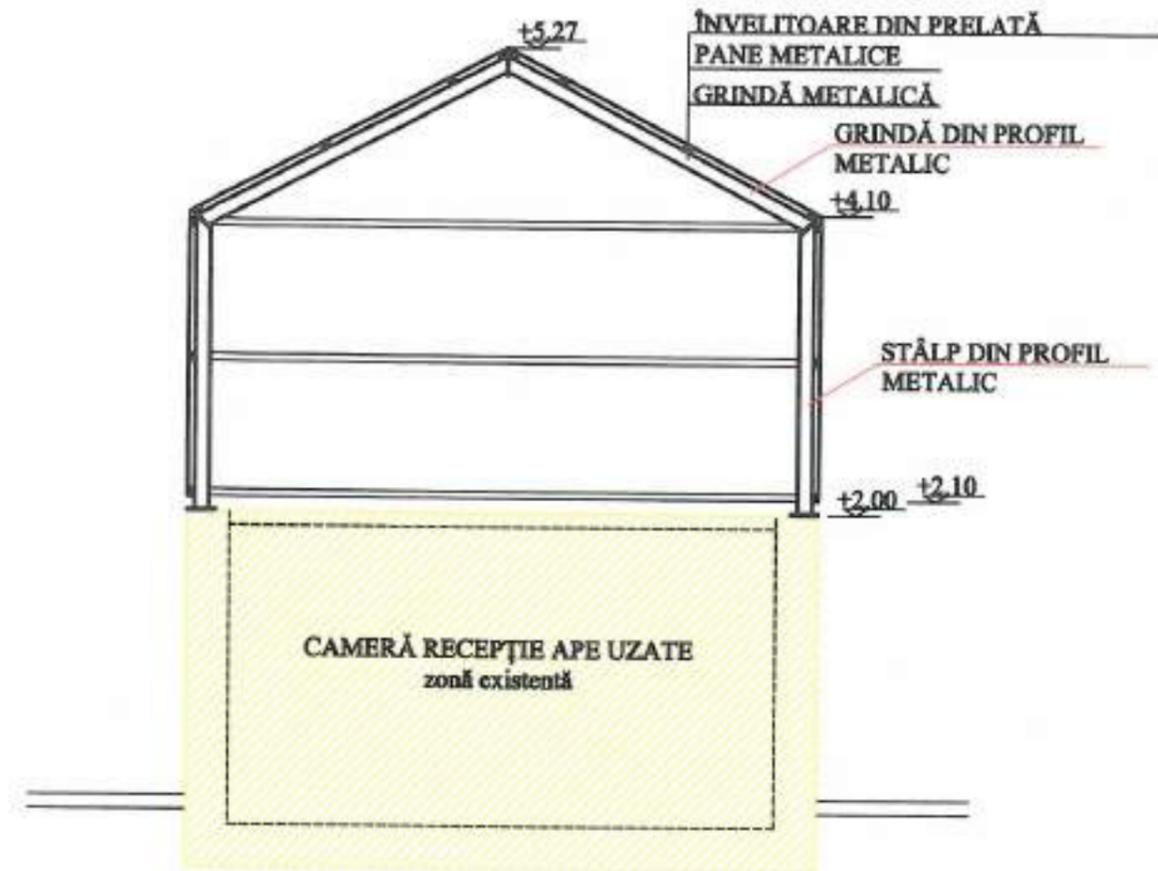 +5.27
ÎNVELITOARE DIN PRELATĂ
PANE METALICE
GRINDĂ METALICĂ
GRINDĂ DIN PROFIL
METALIC
+4.10
STÂLP DIN PROFIL
METALIC
+2.00 +2.10
CAMERĂ RECEPŢIE APE UZATE
zonă existentă